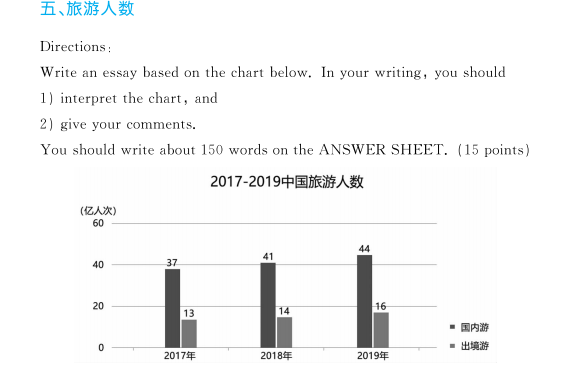 五、旅游人数
Directions:
Write an essay based on the chart below. In your writing, you should
1) interpret the chart, and
2) give your comments.
You should write about 150 words on the ANSWER SHEET. (15 points)
2017-2019中国旅游人数
(亿人次)
60
40
20
0
37
13
41
14
44
16
2017年
2018年
2019年
国内游
出境游